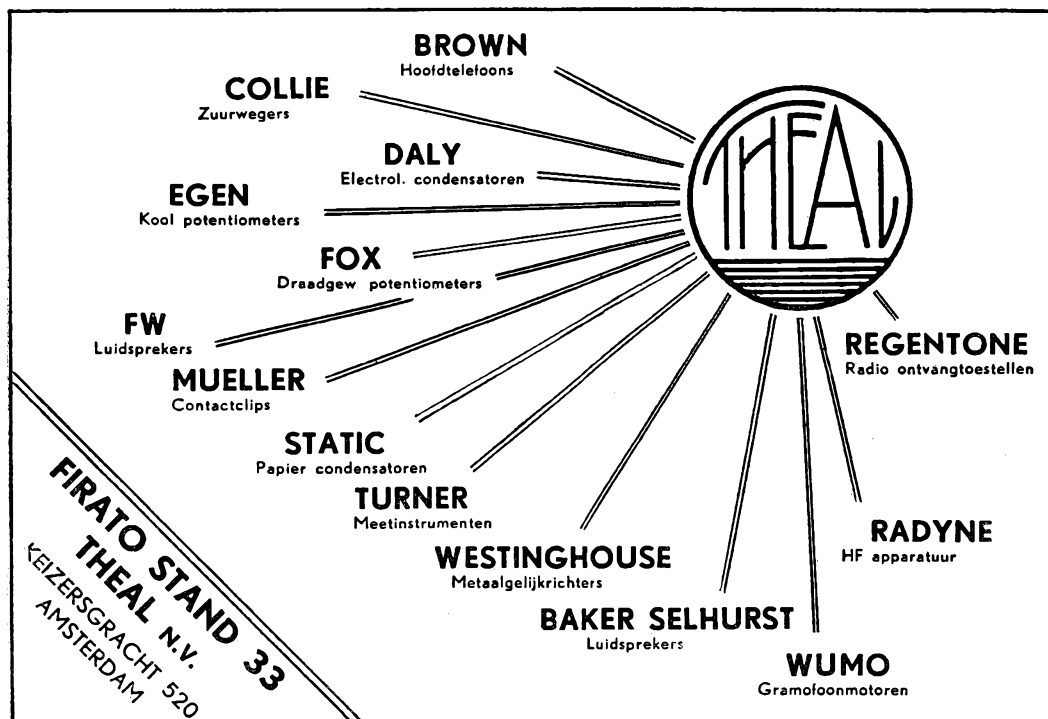 BROWN
Hoofdtelefoons
COLLIE
Zuurwegers
DALY
Electrol. condensatoren
EGEN
Kool potentiometers
FOX
Draadgew. potentiometers
FW
Luidsprekers
MUELLER
Contactclips
STATIC
Papier condensatoren
TURNER
Meetinstrumenten
WESTINGHOUSE
Metaalgelijkrichters
BAKER SELHURST
Luidsprekers
WUMO
Gramofoonmotoren
RADYNE
HF apparatuur
REGENTONE
Radio ontvangtoestellen
THEAL
FIRATO STAND 33
THEAL N.V.
KEIZERSGRACHT 520
AMSTERDAM